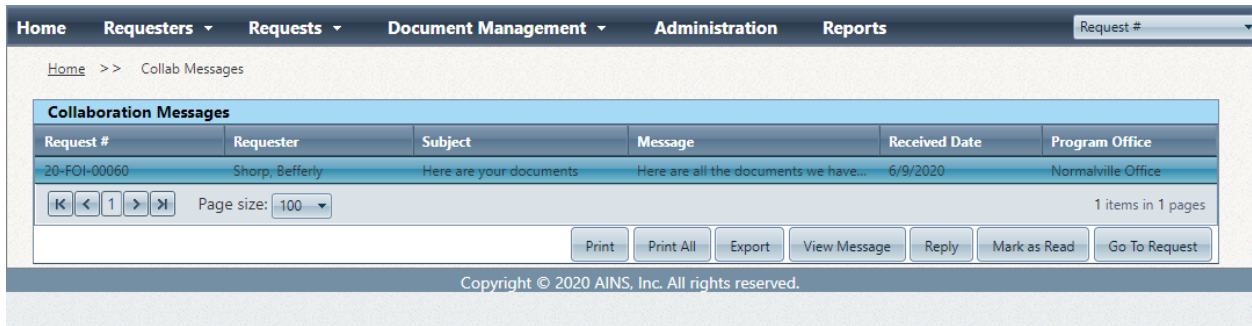 Home Requesters Requests Document Management Administration Reports Request #
Home >> Collab Messages
Collaboration Messages
Request # Requester Subject Message Received Date Program Office
20-FOI-00060 Shorp, Befferly Here are your documents Here are all the documents we have... 6/9/2020 Normalville Office
1 Page size: 100 1 items in 1 pages
Print Print All Export View Message Reply Mark as Read Go To Request
Copyright © 2020 AINS, Inc. All rights reserved.